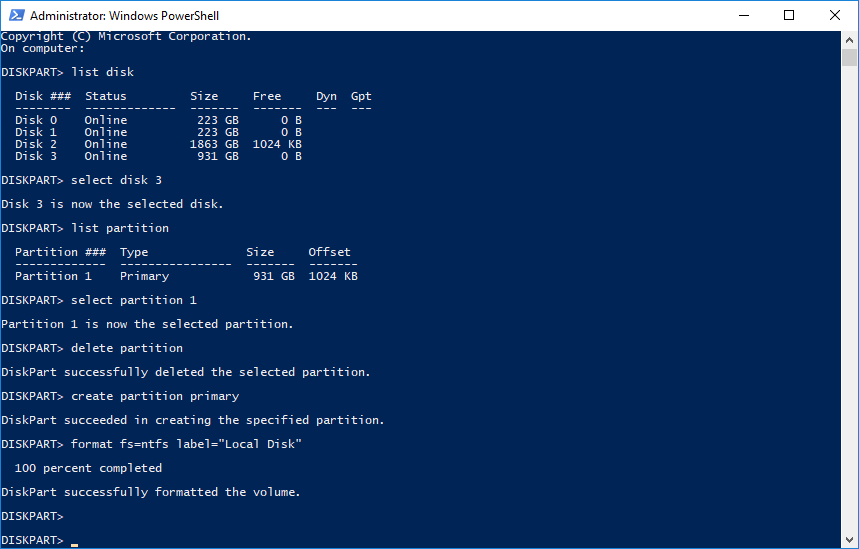 Administrator: Windows PowerShell
Copyright (C) Microsoft Corporation.
On computer:
DISKPART> list disk
  Disk ###  Status         Size     Free     Dyn  Gpt
  --------  -------------  -------  -------  ---  ---
  Disk 0    Online          223 GB      0 B
  Disk 1    Online          223 GB      0 B
  Disk 2    Online         1863 GB  1024 KB
  Disk 3    Online          931 GB      0 B
DISKPART> select disk 3
Disk 3 is now the selected disk.
DISKPART> list partition
  Partition ###  Type              Size     Offset
  -------------  ----------------  -------  -------
  Partition 1    Primary            931 GB  1024 KB
DISKPART> select partition 1
Partition 1 is now the selected partition.
DISKPART> delete partition
DiskPart successfully deleted the selected partition.
DISKPART> create partition primary
DiskPart succeeded in creating the specified partition.
DISKPART> format fs=ntfs label="Local Disk"
  100 percent completed
DiskPart successfully formatted the volume.
DISKPART>
DISKPART> _